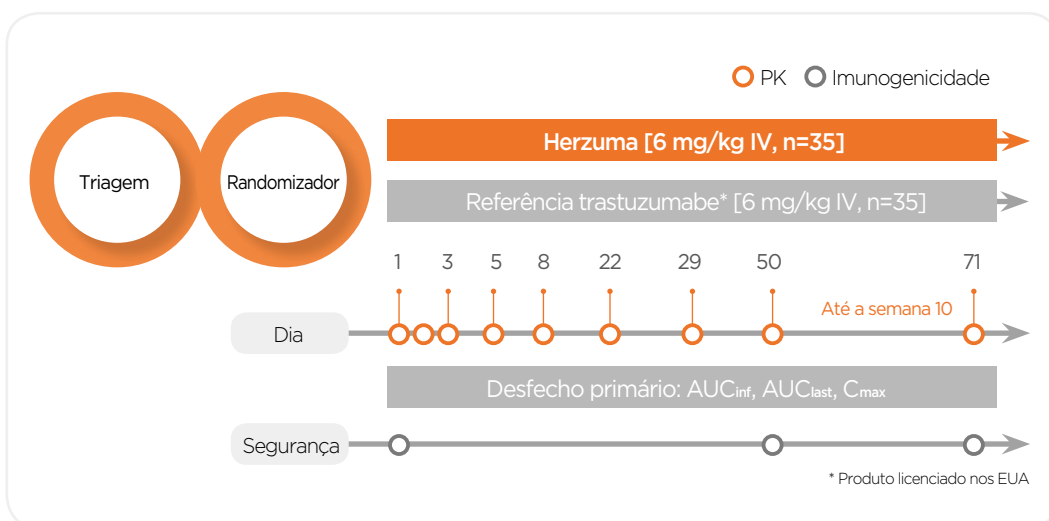 PK Imunogenicidade
Triagem
Randomizador
Herzuma [6 mg/kg IV, n=35]
Referência trastuzumabe* [6 mg/kg IV, n=35]
1 3 5 8 22 29 50 71
Até a semana 10
Dia
Desfecho primário: AUCinf, AUClast, Cmax
Segurança
* Produto licenciado nos EUA